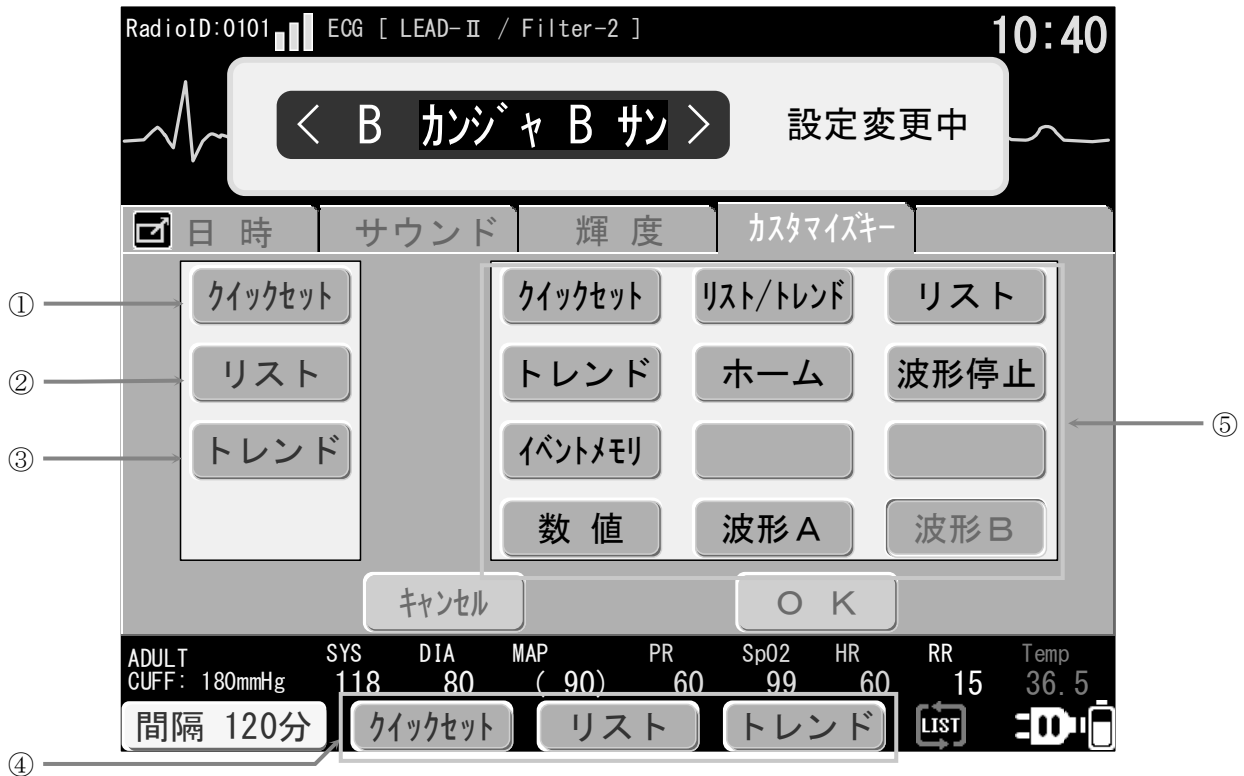 RadioID:0101 ECG [ LEAD-Ⅱ / Filter-2 ] 10:40
< B カンジャ B サン > 設定変更中
日 時 サウンド 輝 度 カスタマイズキー
① クイックセット クイックセット リスト/トレンド リスト
② リスト トレンド ホーム 波形停止
⑤
③ トレンド イベントメモリ
数 値 波形A 波形B
キャンセル O K
ADULT SYS DIA MAP PR SpO2 HR RR Temp
CUFF: 180mmHg 118 80 ( 90) 60 99 60 15 36.5
間隔 120分 クイックセット リスト トレンド LIST
④